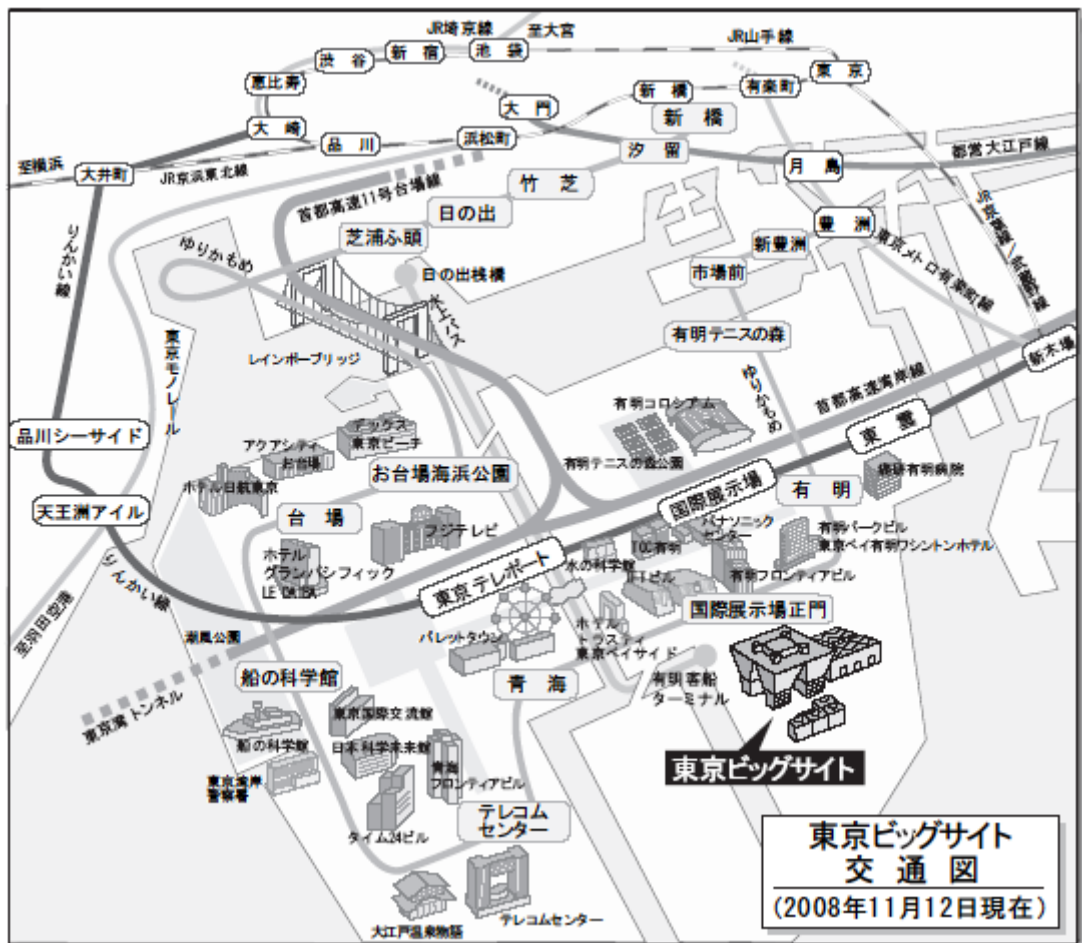 JR埼京線
至大宮
JR山手線
渋谷
新宿
池袋
恵比寿
大門
新橋
有楽町
東京
大崎
品川
浜松町
新橋
至横浜
大井町
JR京浜東北線
汐留
月島
都営大江戸線
首都高速11号台場線
竹芝
日の出
芝浦ふ頭
りんかい線
ゆりかもめ
豊洲
新豊洲
市場前
東京メトロ有楽町線
日の出桟橋
水上バス
レインボーブリッジ
東京モノレール
有明テニスの森
ゆりかもめ
首都高速湾岸線
新木場
品川シーサイド
デックス
東京ビーチ
アクアシティ
お台場
ホテル日航東京
お台場海浜公園
有明コロシアム
有明テニスの森公園
東雲
国際展示場
有明
癌研有明病院
天王洲アイル
台場
フジテレビ
ホテル
グランパシフィック
LE DAIBA
りんかい線
東京テレポート
水の科学館
TOC有明
パナソニック
センター
有明パークビル
東京ベイ有明ワシントンホテル
TFTビル
有明フロンティアビル
国際展示場正門
至羽田空港
潮風公園
パレットタウン
ホテル
トラスティ
東京ベイサイド
有明客船
ターミナル
東京湾トンネル
船の科学館
青海
東京国際交流館
船の科学館
日本科学未来館
青海
フロンティアビル
東京湾岸
警察署
タイム24ビル
テレコム
センター
東京ビッグサイト
大江戸温泉物語
テレコムセンター
東京ビッグサイト
交通図
(2008年11月12日現在)